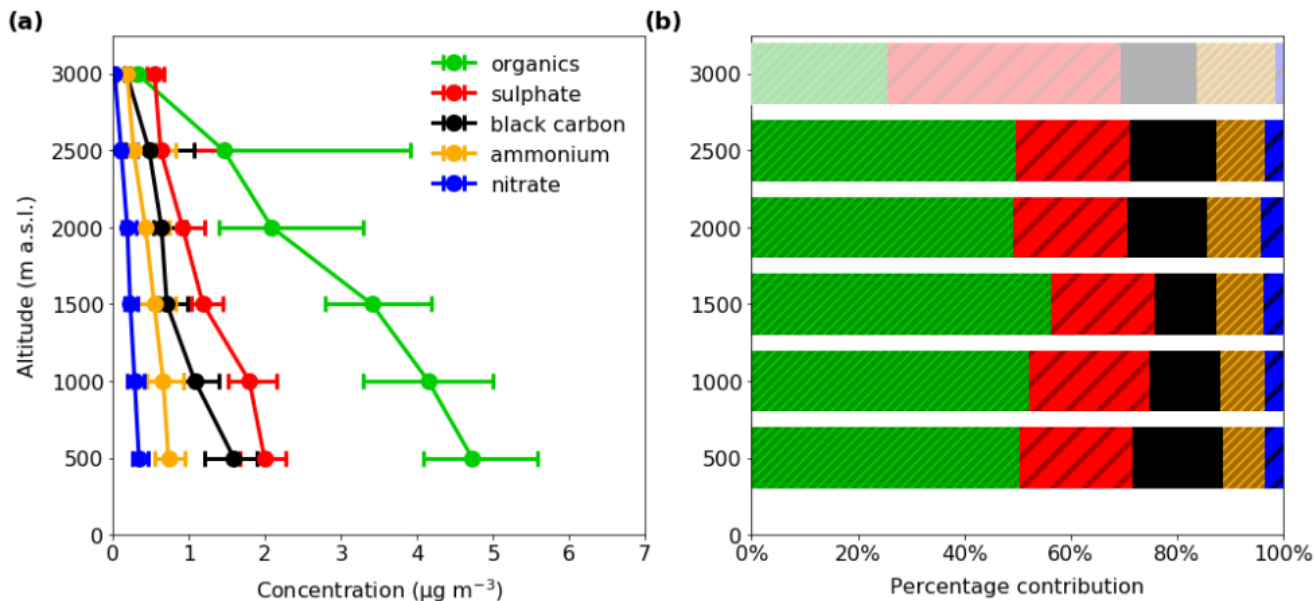 (a)
Altitude (m a.s.l.)
3000
2500
2000
1500
1000
500
0
organics
sulphate
black carbon
ammonium
nitrate
0 1 2 3 4 5 6 7
Concentration (µg m⁻³)
(b)
3000
2500
2000
1500
1000
500
0
0% 20% 40% 60% 80% 100%
Percentage contribution